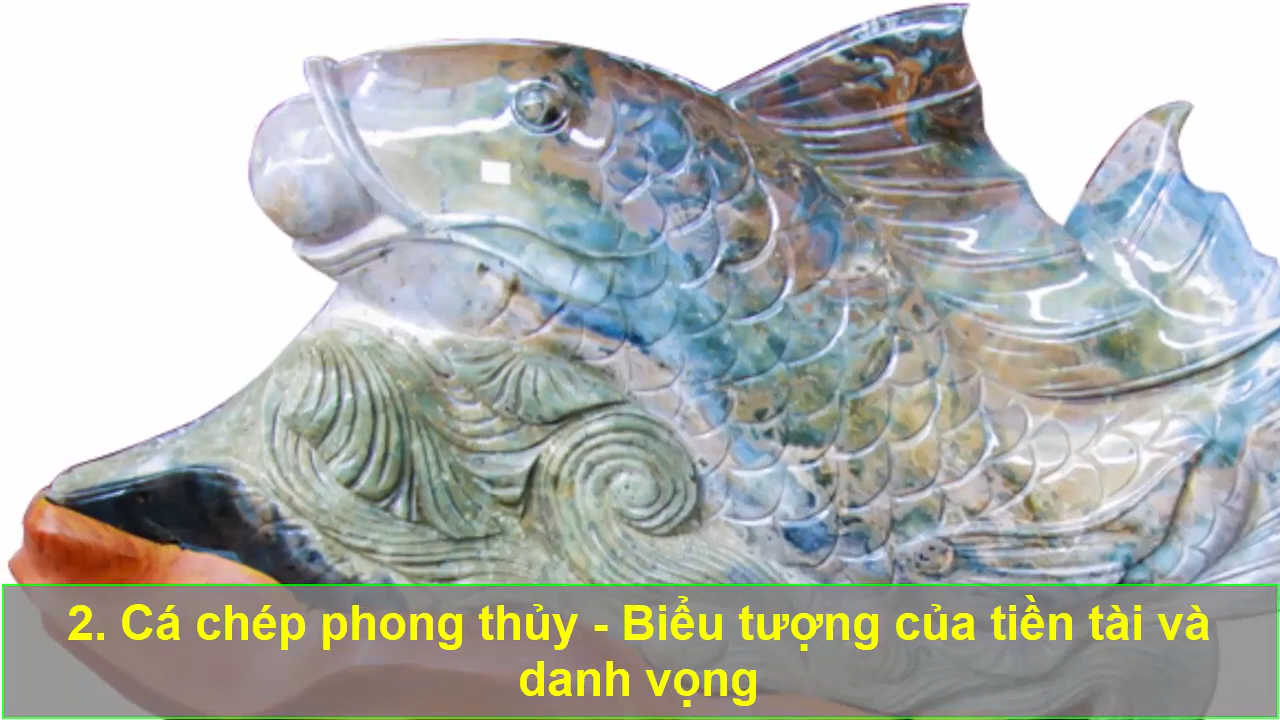 2. Cá chép phong thủy - Biểu tượng của tiền tài và
danh vọng